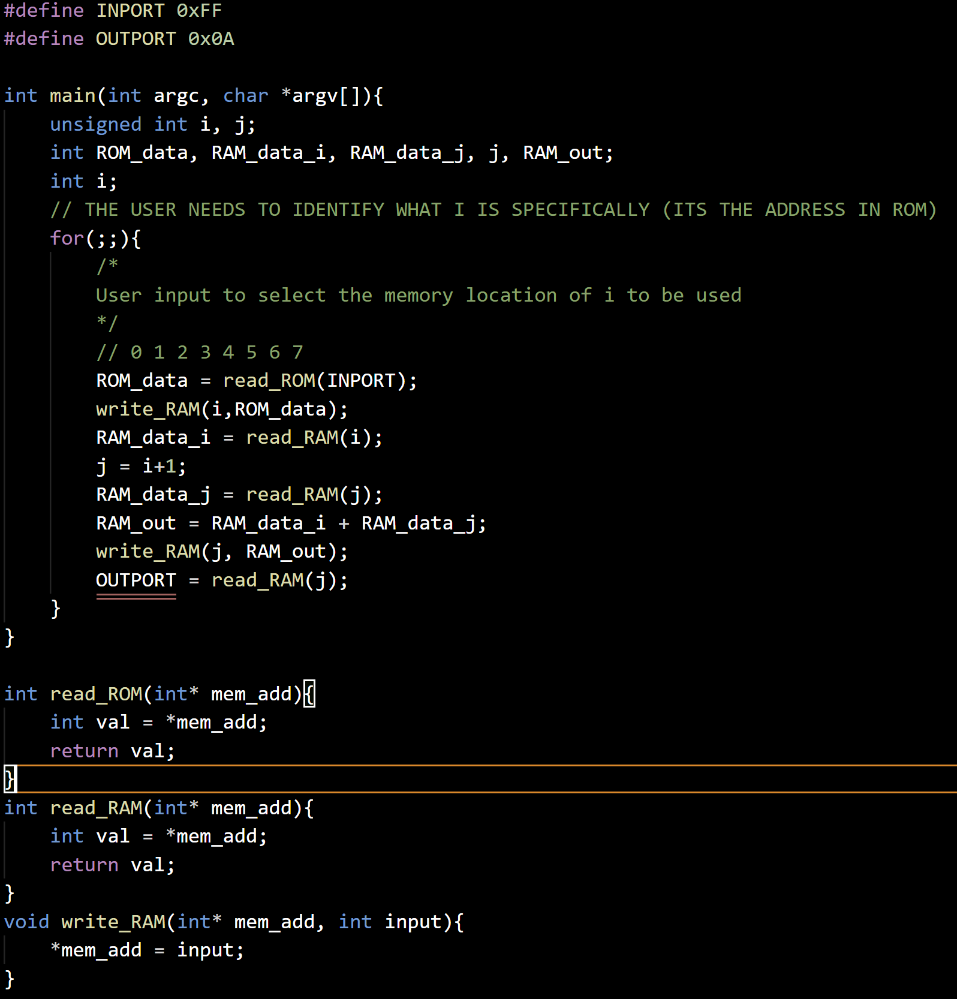 #define INPORT 0xFF
#define OUTPORT 0x0A

int main(int argc, char *argv[]){
    unsigned int i, j;
    int ROM_data, RAM_data_i, RAM_data_j, j, RAM_out;
    int i;
    // THE USER NEEDS TO IDENTIFY WHAT I IS SPECIFICALLY (ITS THE ADDRESS IN ROM)
    for(;;){
        /*
        User input to select the memory location of i to be used
        */
        // 0 1 2 3 4 5 6 7
        ROM_data = read_ROM(INPORT);
        write_RAM(i,ROM_data);
        RAM_data_i = read_RAM(i);
        j = i+1;
        RAM_data_j = read_RAM(j);
        RAM_out = RAM_data_i + RAM_data_j;
        write_RAM(j, RAM_out);
        OUTPORT = read_RAM(j);
    }
}

int read_ROM(int* mem_add){
    int val = *mem_add;
    return val;
}
int read_RAM(int* mem_add){
    int val = *mem_add;
    return val;
}
void write_RAM(int* mem_add, int input){
    *mem_add = input;
}